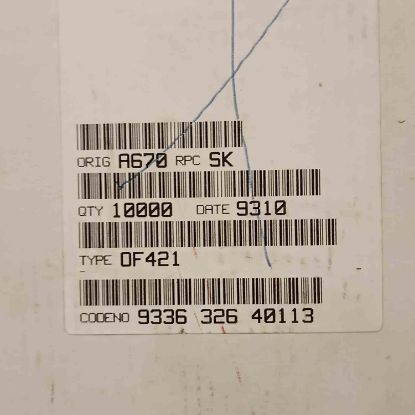 ORIG A670 RPC SK
QTY 10000 DATE 9310
TYPE OF421
CODENO 9336 326 40113